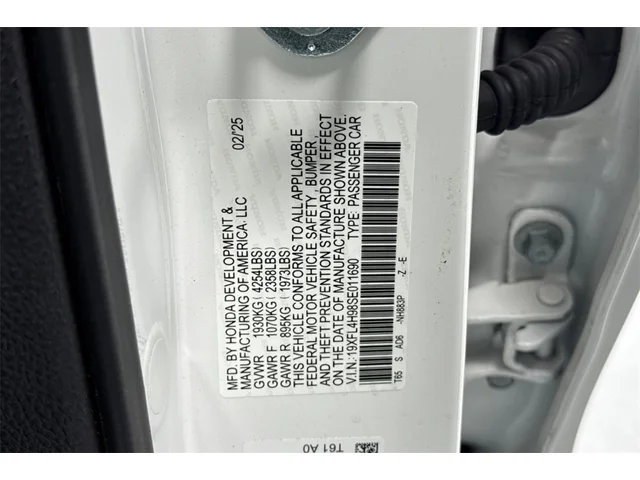 MFD. BY HONDA DEVELOPMENT & 02/'25
MANUFACTURING OF AMERICA, LLC
GVWR 1930KG( 4254LBS)
GAWR F 1070KG( 2358LBS)
GAWR R 895KG( 1973LBS)
THIS VEHICLE CONFORMS TO ALL APPLICABLE
FEDERAL MOTOR VEHICLE SAFETY, BUMPER,
AND THEFT PREVENTION STANDARDS IN EFFECT
ON THE DATE OF MANUFACTURE SHOWN ABOVE.
V.I.N.:19XFL4H98SE011690 TYPE: PASSENGER CAR
T65 S AD6 -NH883P -Z -E
T61 A0